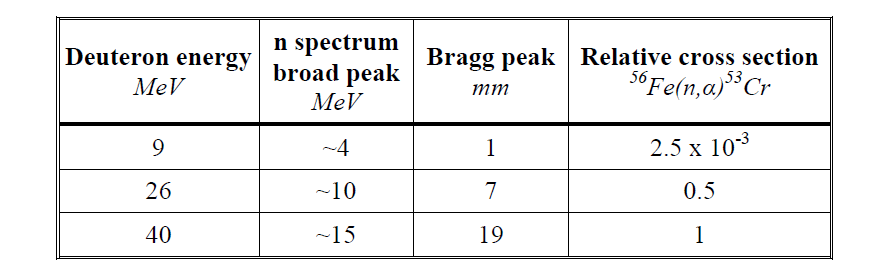 Deuteron energy
MeV
n spectrum
broad peak
MeV
Bragg peak
mm
Relative cross section
⁵⁶Fe(n,α)⁵³Cr
9 ~4 1 2.5 x 10⁻³
26 ~10 7 0.5
40 ~15 19 1